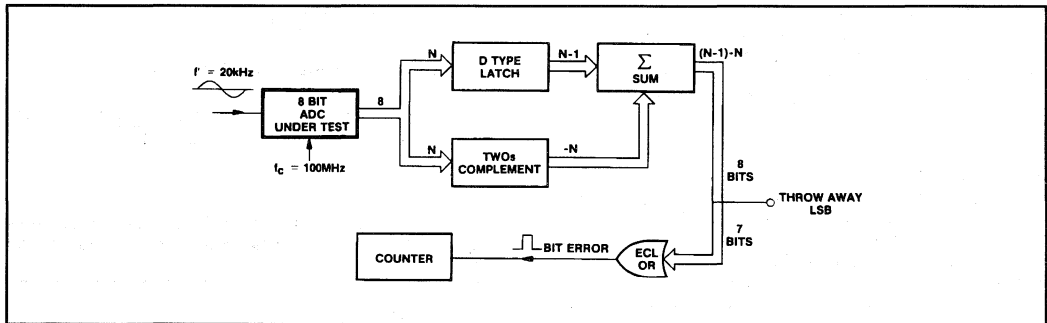 f' = 20kHz
8 BIT
ADC
UNDER TEST
f_C = 100MHz
8
N
D TYPE
LATCH
N-1
Σ
SUM
(N-1)-N
N
TWOs
COMPLEMENT
-N
8
BITS
THROW AWAY
LSB
7
BITS
COUNTER
BIT ERROR
ECL
OR